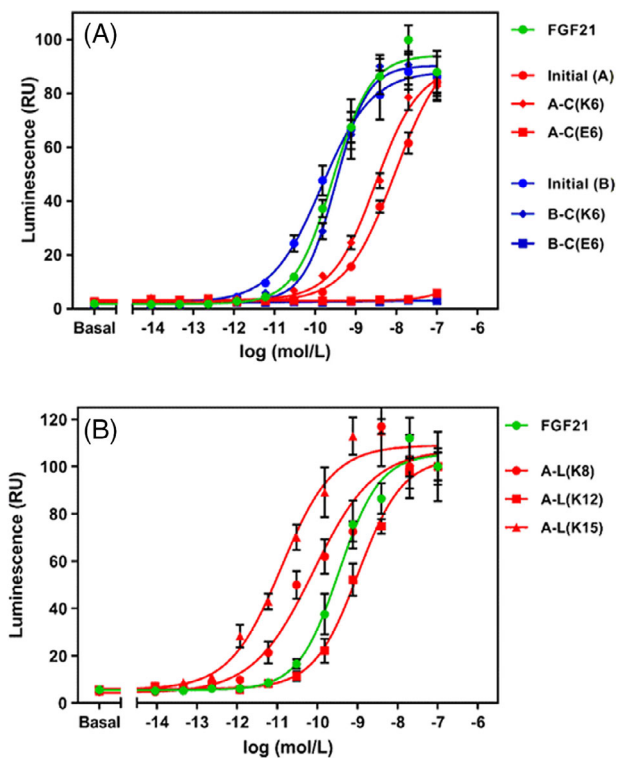 (A)
Luminescence (RU)
100
80
60
40
20
0
Basal -14 -13 -12 -11 -10 -9 -8 -7 -6
log (mol/L)
FGF21
Initial (A)
A-C(K6)
A-C(E6)
Initial (B)
B-C(K6)
B-C(E6)
(B)
Luminescence (RU)
120
100
80
60
40
20
0
Basal -14 -13 -12 -11 -10 -9 -8 -7 -6
log (mol/L)
FGF21
A-L(K8)
A-L(K12)
A-L(K15)